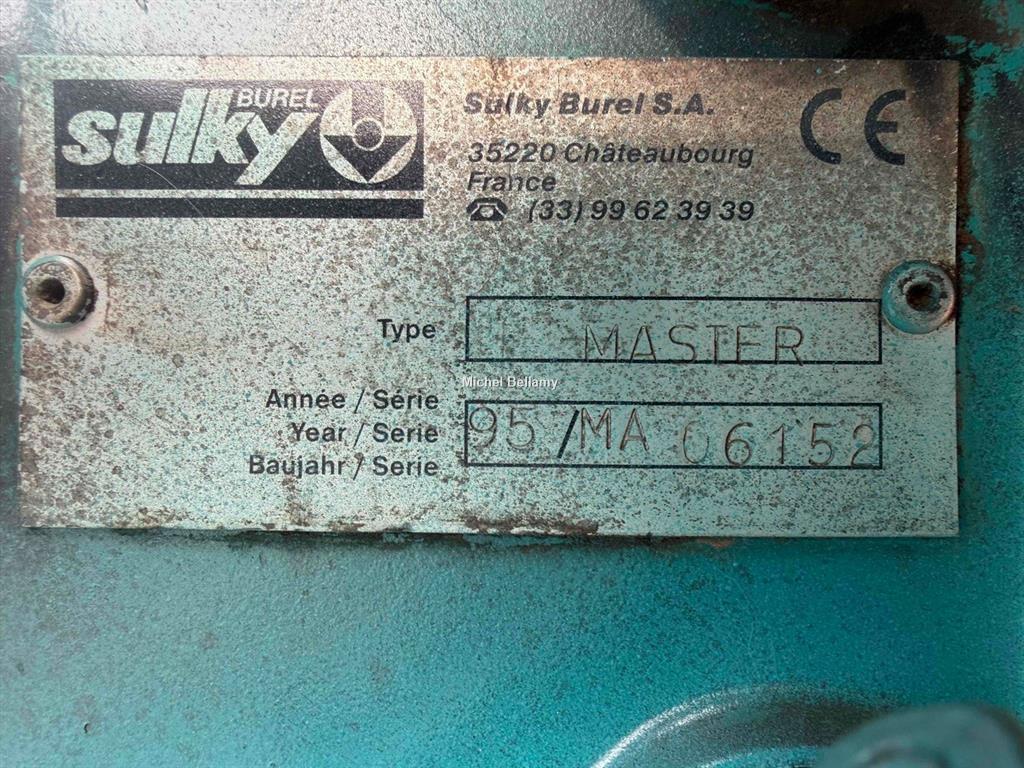 BUREL
sulky
Sulky Burel S.A.
CE
35220 Châteaubourg
France
☎ (33) 99 62 39 39
Type MASTER
Michel Bellamy
Année / Série
Year / Serie 95/MA 06152
Baujahr / Serie